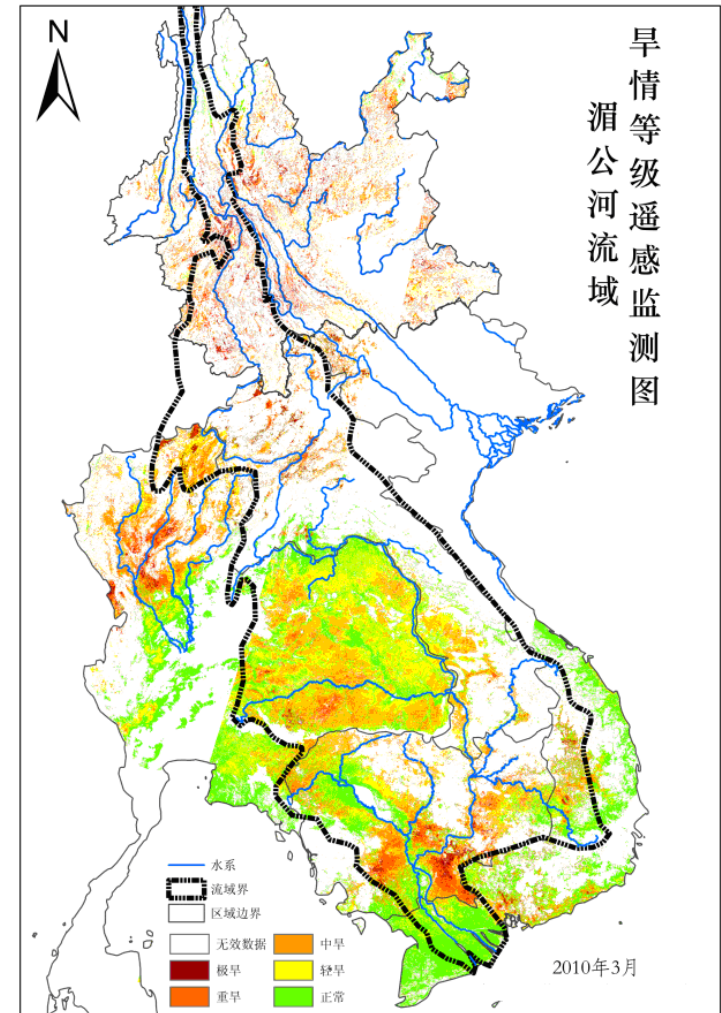 N
旱情等级遥感监测图
湄公河流域
水系
流域界
区域边界
无效数据
中旱
极旱
轻旱
重旱
正常
2010年3月